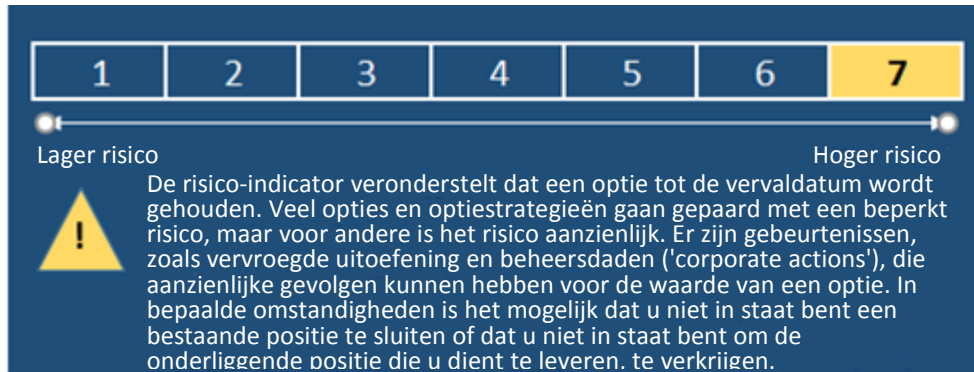 1 2 3 4 5 6 7
Lager risico Hoger risico
De risico-indicator veronderstelt dat een optie tot de vervaldatum wordt
gehouden. Veel opties en optiestrategieën gaan gepaard met een beperkt
! risico, maar voor andere is het risico aanzienlijk. Er zijn gebeurtenissen,
zoals vervroegde uitoefening en beheersdaden ('corporate actions'), die
aanzienlijke gevolgen kunnen hebben voor de waarde van een optie. In
bepaalde omstandigheden is het mogelijk dat u niet in staat bent een
bestaande positie te sluiten of dat u niet in staat bent om de
onderliggende positie die u dient te leveren, te verkrijgen.